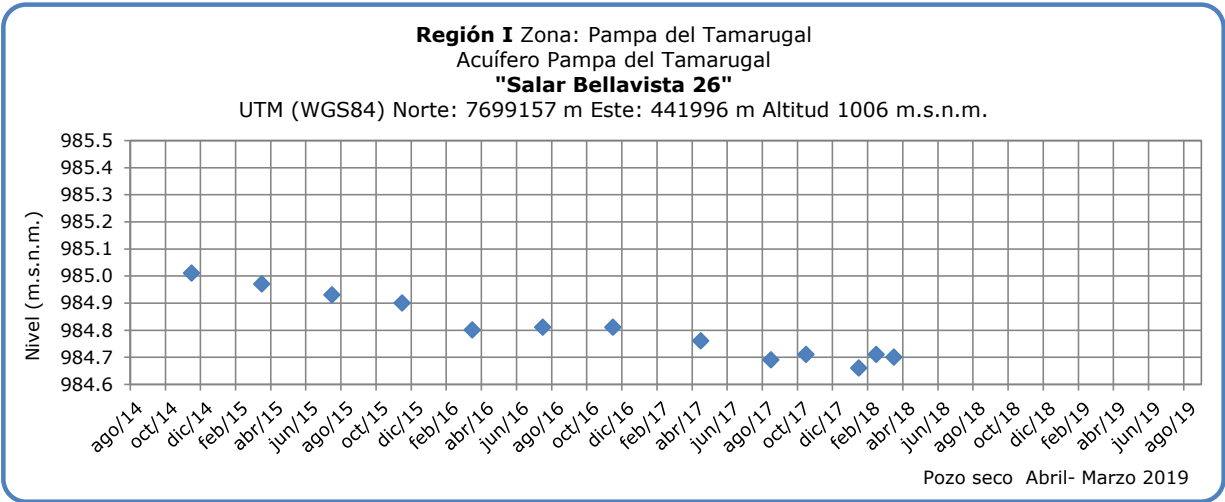 Región I Zona: Pampa del Tamarugal
Acuífero Pampa del Tamarugal
"Salar Bellavista 26"
UTM (WGS84) Norte: 7699157 m Este: 441996 m Altitud 1006 m.s.n.m.
Nivel (m.s.n.m.)
985.5
985.4
985.3
985.2
985.1
985.0
984.9
984.8
984.7
984.6
ago/14
oct/14
dic/14
feb/15
abr/15
jun/15
ago/15
oct/15
dic/15
feb/16
abr/16
jun/16
ago/16
oct/16
dic/16
feb/17
abr/17
jun/17
ago/17
oct/17
dic/17
feb/18
abr/18
jun/18
ago/18
oct/18
dic/18
feb/19
abr/19
jun/19
ago/19
Pozo seco Abril- Marzo 2019